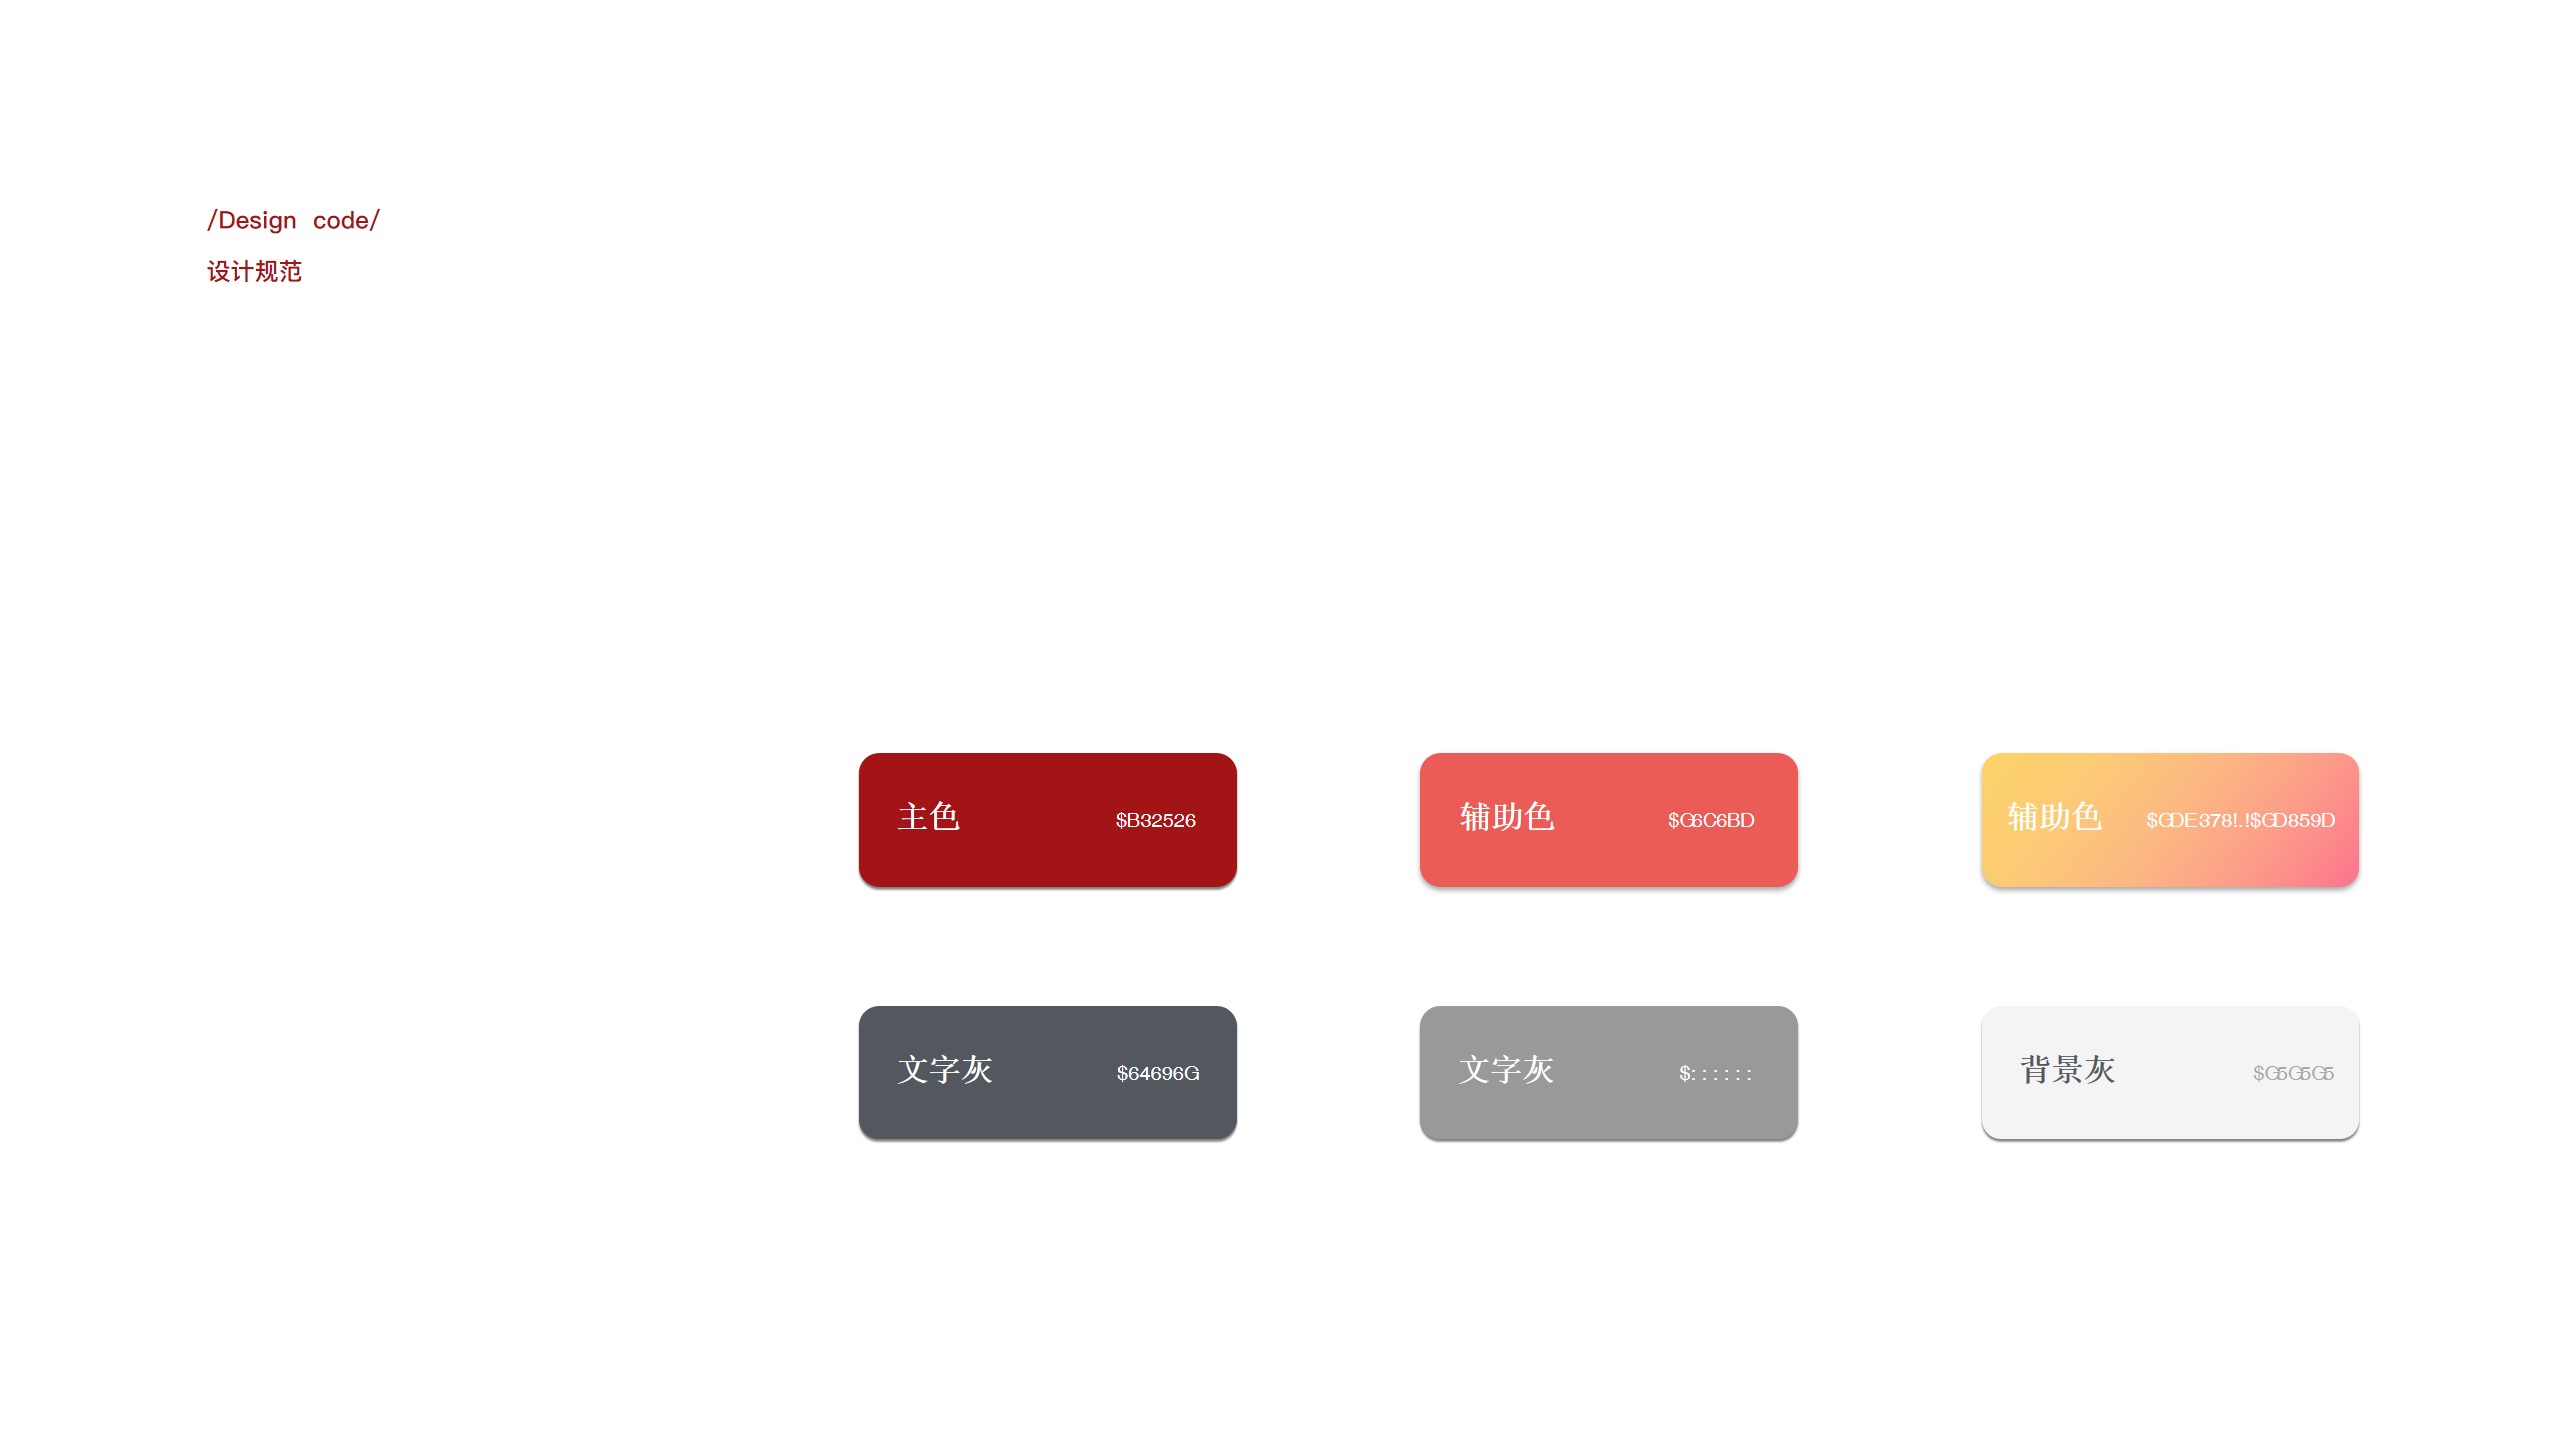 /Design code/
设计规范
主色 $B32526
辅助色 $G6C6BD
辅助色 $GDE378!.!$GD859D
文字灰 $64696G
文字灰 $::::::
背景灰 $G5G5G5